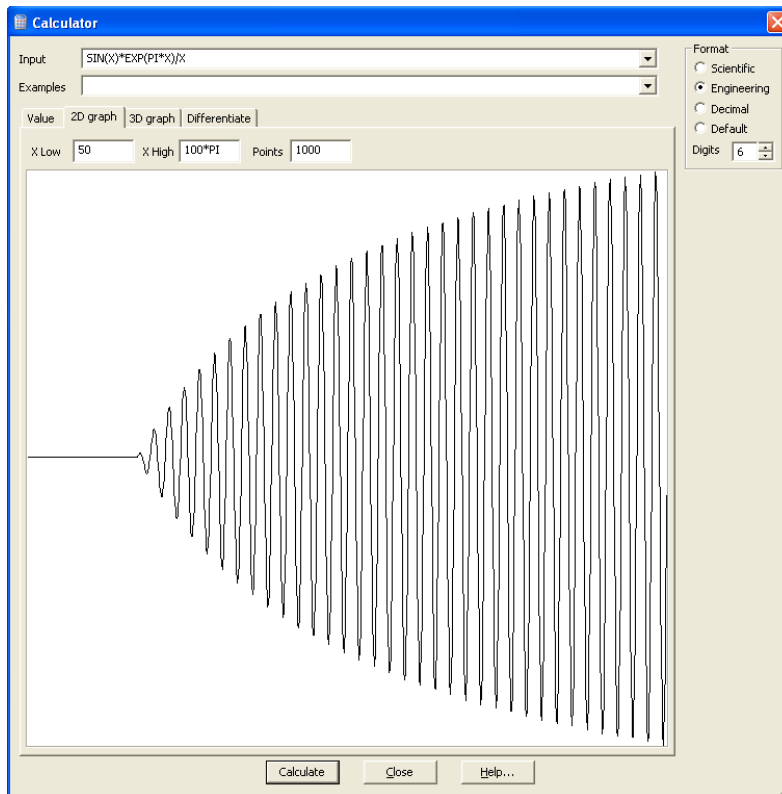 Calculator
Input SIN(X)*EXP(PI*X)/X
Examples
Value 2D graph 3D graph Differentiate
X Low 50 X High 100*PI Points 1000
Format
Scientific
Engineering
Decimal
Default
Digits 6
Calculate Close Help...